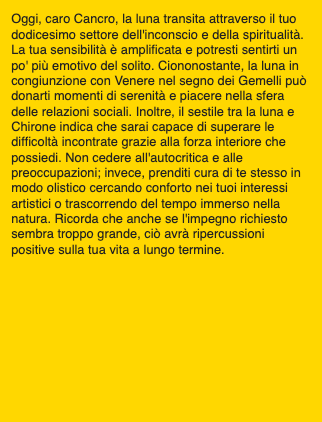 Oggi, caro Cancro, la luna transita attraverso il tuo
dodicesimo settore dell'inconscio e della spiritualità.
La tua sensibilità è amplificata e potresti sentirti un
po' più emotivo del solito. Ciononostante, la luna in
congiunzione con Venere nel segno dei Gemelli può
donarti momenti di serenità e piacere nella sfera
delle relazioni sociali. Inoltre, il sestile tra la luna e
Chirone indica che sarai capace di superare le
difficoltà incontrate grazie alla forza interiore che
possiedi. Non cedere all'autocritica e alle
preoccupazioni; invece, prenditi cura di te stesso in
modo olistico cercando conforto nei tuoi interessi
artistici o trascorrendo del tempo immerso nella
natura. Ricorda che anche se l'impegno richiesto
sembra troppo grande, ciò avrà ripercussioni
positive sulla tua vita a lungo termine.